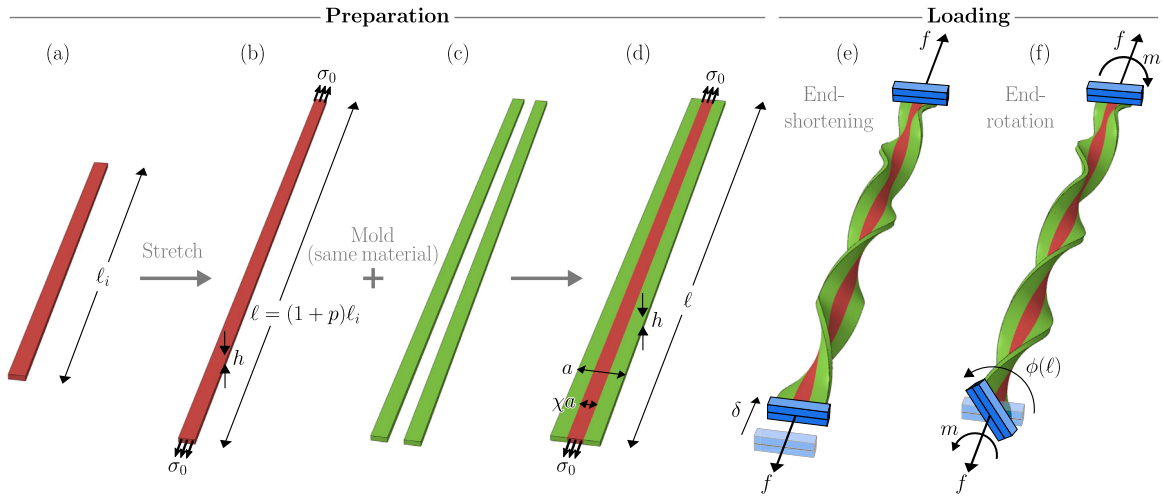 Preparation
Loading
(a)
(b)
(c)
(d)
(e)
(f)
σ₀
σ₀
f
f
m
End-
shortening
End-
rotation
Stretch
Mold
(same material)
+
ℓᵢ
ℓ = (1 + p)ℓᵢ
ℓ
h
h
a
χa
δ
ϕ(ℓ)
m
σ₀
σ₀
f
f